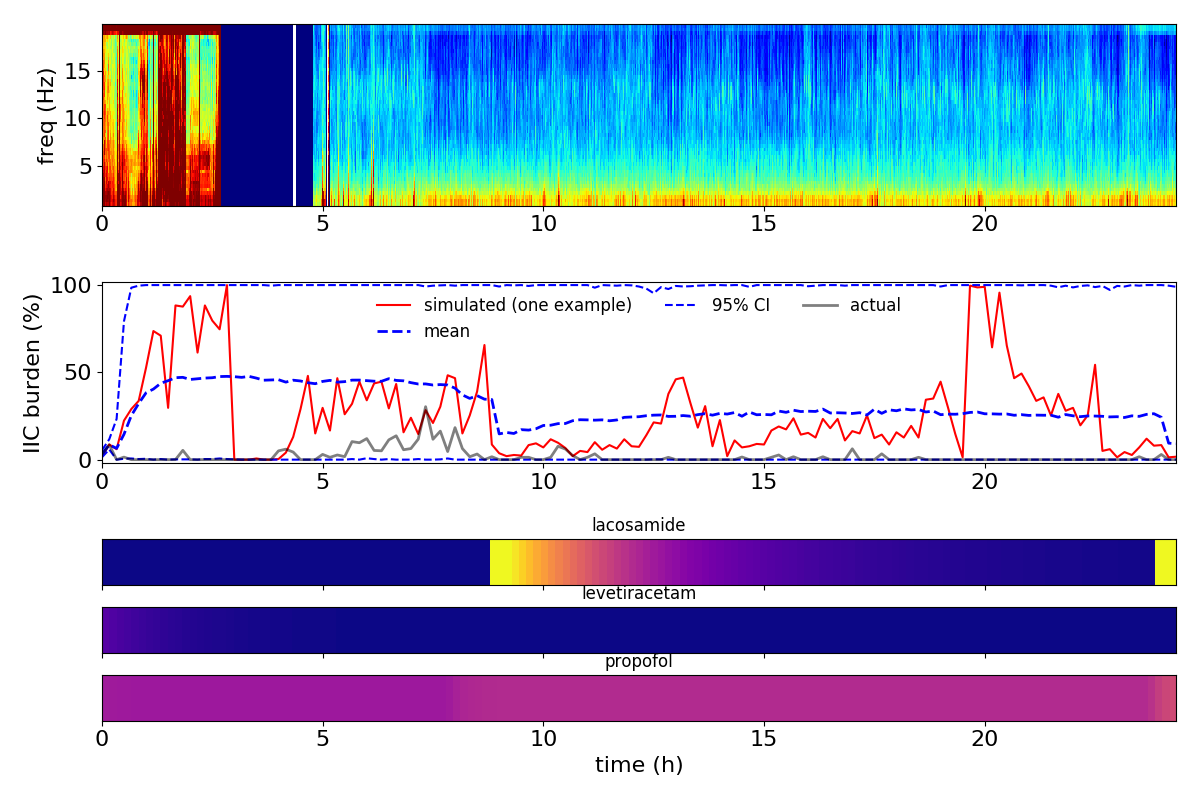 freq (Hz)
15
10
5
0 5 10 15 20
IIC burden (%)
100
50
0
simulated (one example) 95% CI actual
mean
0 5 10 15 20
lacosamide
levetiracetam
propofol
0 5 10 15 20
time (h)